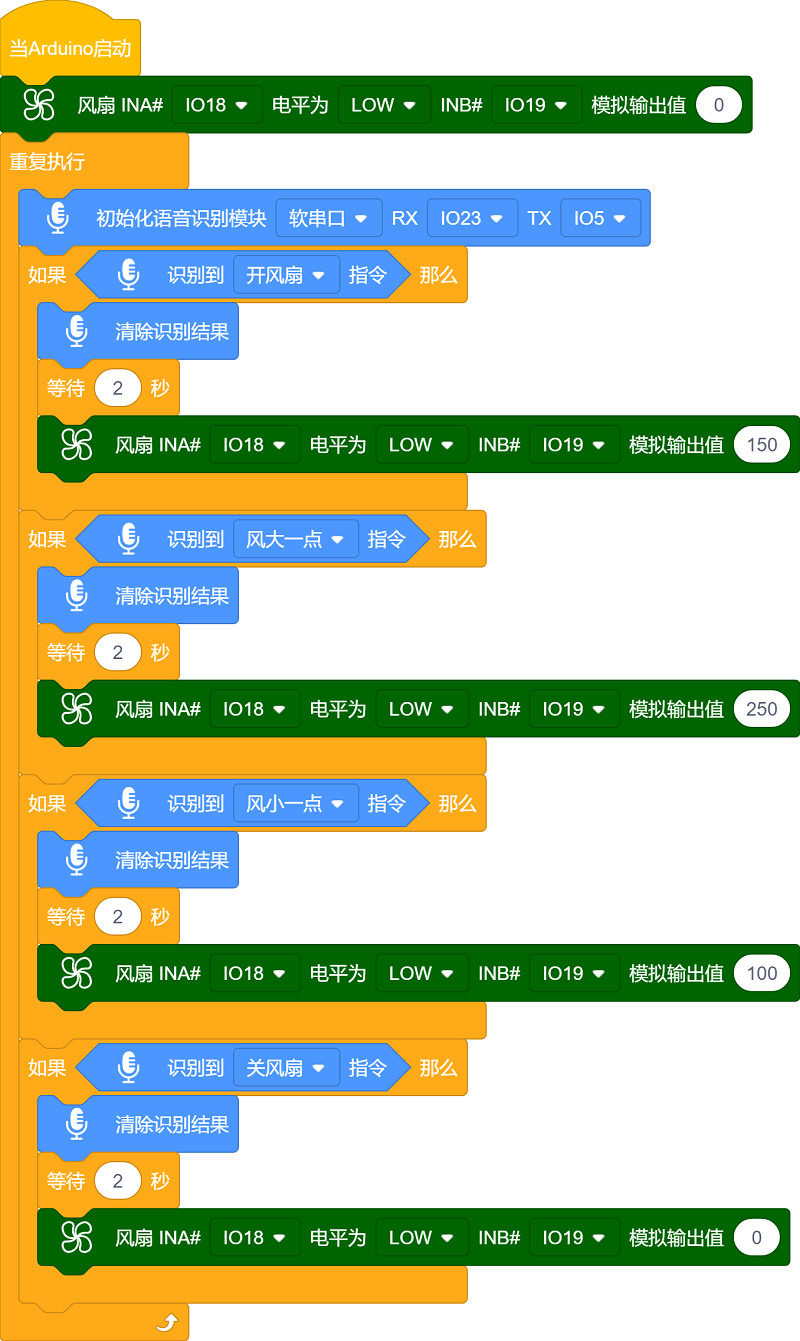 当Arduino启动
风扇 INA# IO18 电平为 LOW INB# IO19 模拟输出值 0
重复执行
初始化语音识别模块 软串口 RX IO23 TX IO5
如果 识别到 开风扇 指令 那么
清除识别结果
等待 2 秒
风扇 INA# IO18 电平为 LOW INB# IO19 模拟输出值 150
如果 识别到 风大一点 指令 那么
清除识别结果
等待 2 秒
风扇 INA# IO18 电平为 LOW INB# IO19 模拟输出值 250
如果 识别到 风小一点 指令 那么
清除识别结果
等待 2 秒
风扇 INA# IO18 电平为 LOW INB# IO19 模拟输出值 100
如果 识别到 关风扇 指令 那么
清除识别结果
等待 2 秒
风扇 INA# IO18 电平为 LOW INB# IO19 模拟输出值 0